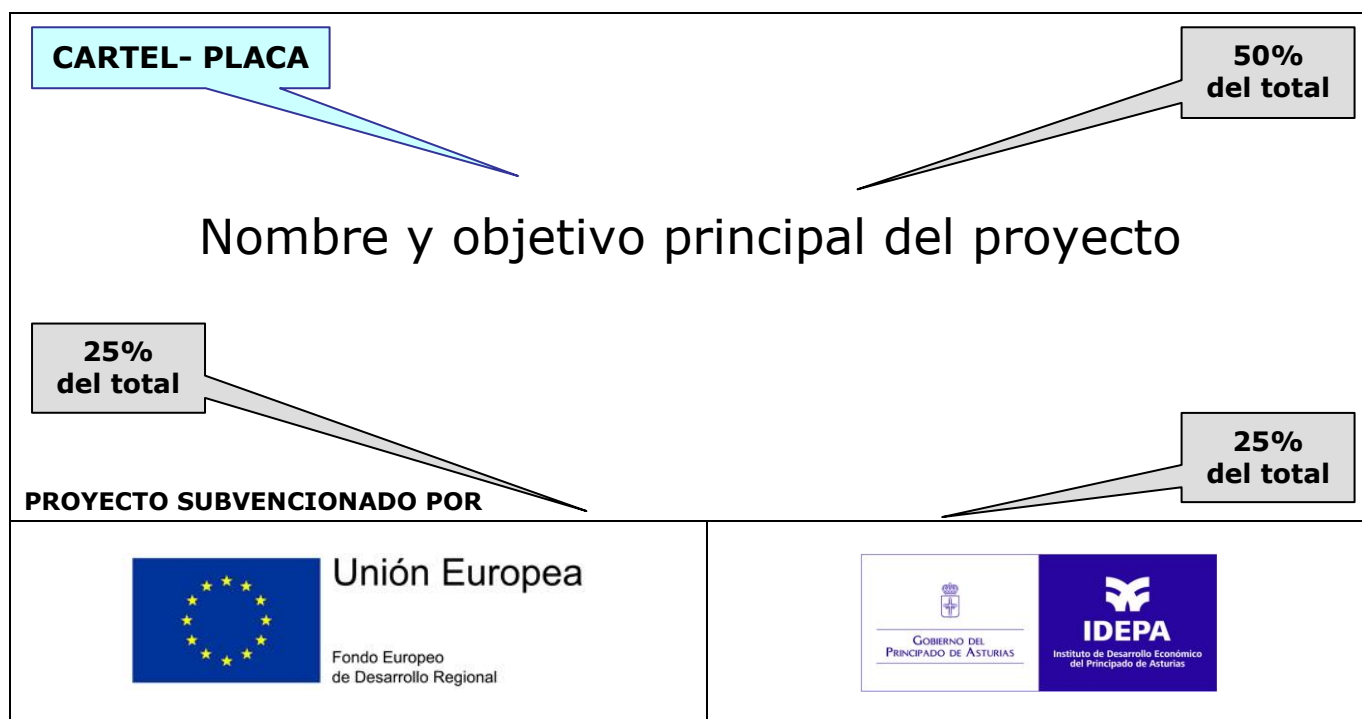 CARTEL- PLACA
50%
del total
Nombre y objetivo principal del proyecto
25%
del total
25%
del total
PROYECTO SUBVENCIONADO POR
Unión Europea
Fondo Europeo
de Desarrollo Regional
GOBIERNO DEL
PRINCIPADO DE ASTURIAS
IDEPA
Instituto de Desarrollo Económico
del Principado de Asturias